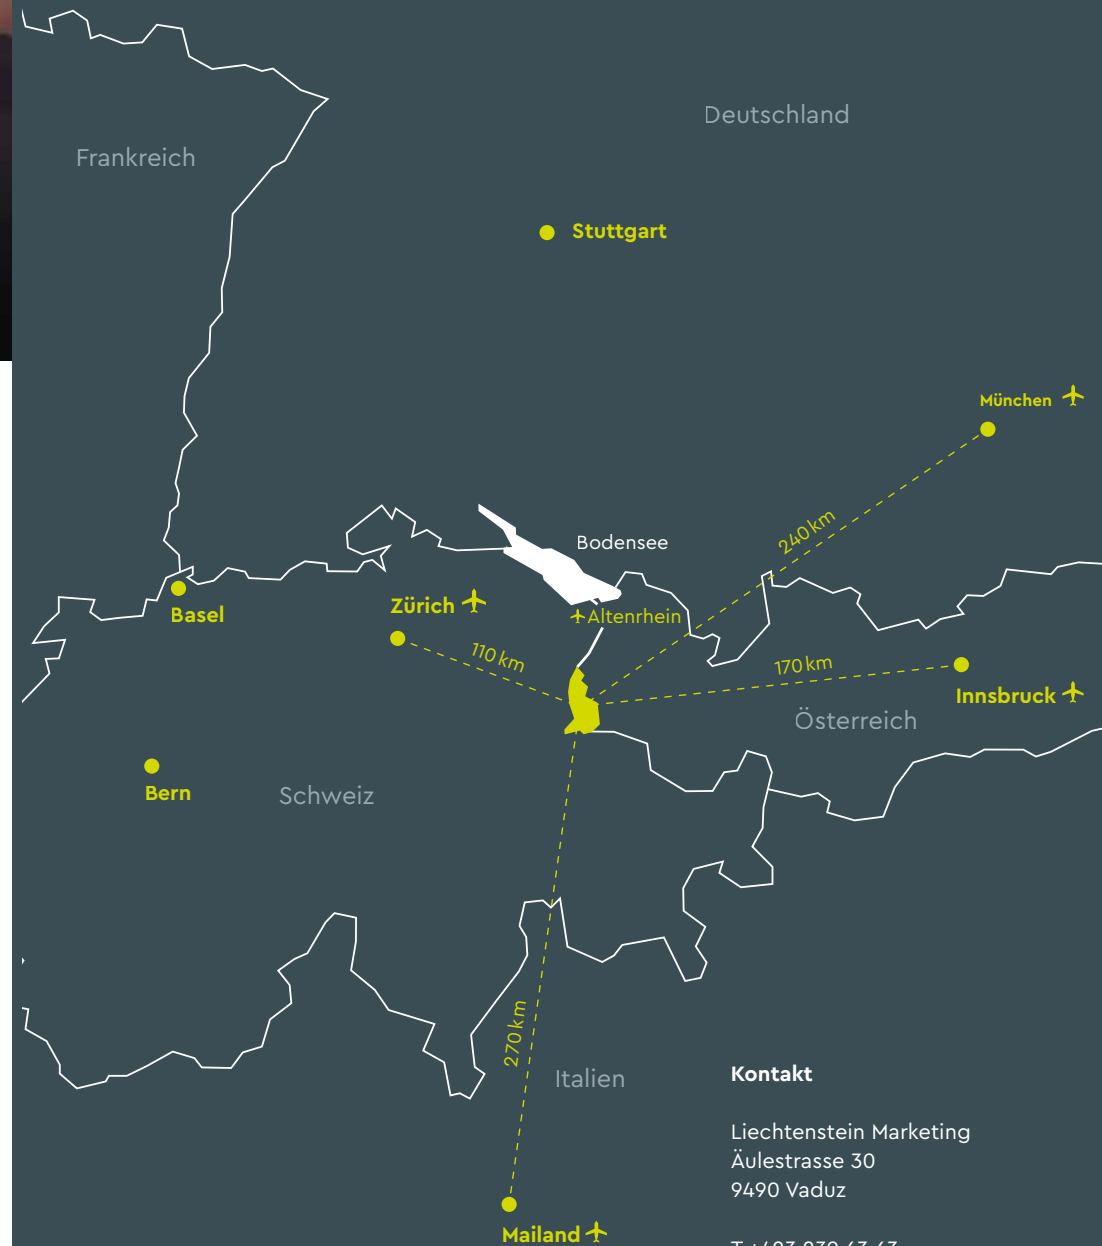 Deutschland
Frankreich
Stuttgart
München
240 km
Bodensee
Zürich
Altenrhein
Basel
110 km
170 km
Innsbruck
Österreich
Bern
Schweiz
270 km
Italien
Mailand
Kontakt
Liechtenstein Marketing
Äulestrasse 30
9490 Vaduz